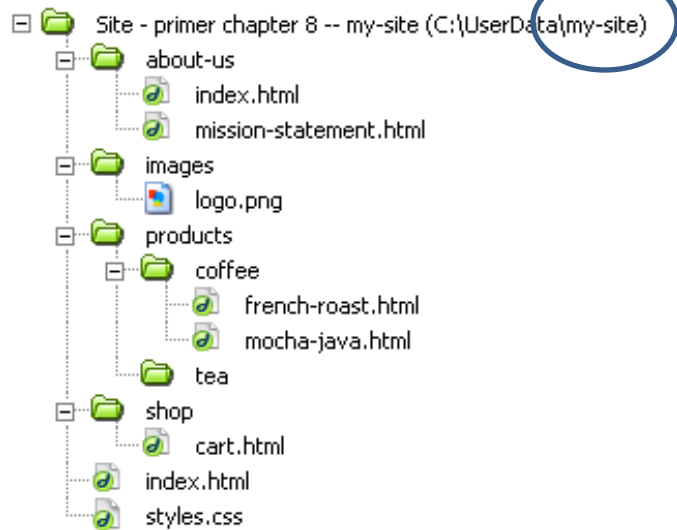 Site - primer chapter 8 -- my-site (C:\UserData\my-site)
about-us
index.html
mission-statement.html
images
logo.png
products
coffee
french-roast.html
mocha-java.html
tea
shop
cart.html
index.html
styles.css